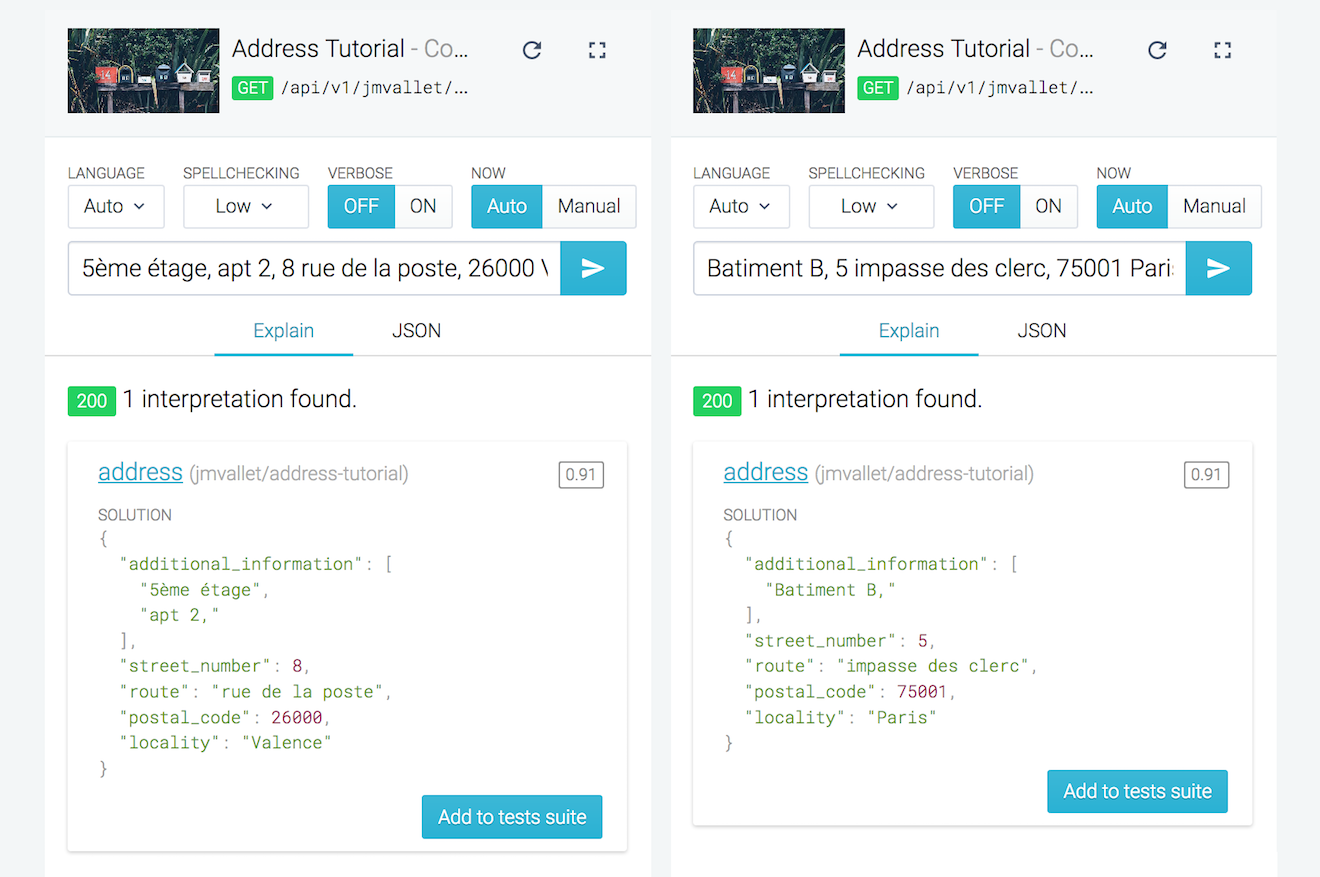 Address Tutorial - Co...
GET /api/v1/jmvallet/...
LANGUAGE SPELLCHECKING VERBOSE NOW
Auto Low OFF ON Auto Manual
5ème étage, apt 2, 8 rue de la poste, 26000
Explain JSON
200 1 interpretation found.
address (jmvallet/address-tutorial) 0.91
SOLUTION
{
"additional_information": [
"5ème étage",
"apt 2,"
],
"street_number": 8,
"route": "rue de la poste",
"postal_code": 26000,
"locality": "Valence"
}
Add to tests suite
Address Tutorial - Co...
GET /api/v1/jmvallet/...
LANGUAGE SPELLCHECKING VERBOSE NOW
Auto Low OFF ON Auto Manual
Batiment B, 5 impasse des clerc, 75001 Pari
Explain JSON
200 1 interpretation found.
address (jmvallet/address-tutorial) 0.91
SOLUTION
{
"additional_information": [
"Batiment B,"
],
"street_number": 5,
"route": "impasse des clerc",
"postal_code": 75001,
"locality": "Paris"
}
Add to tests suite